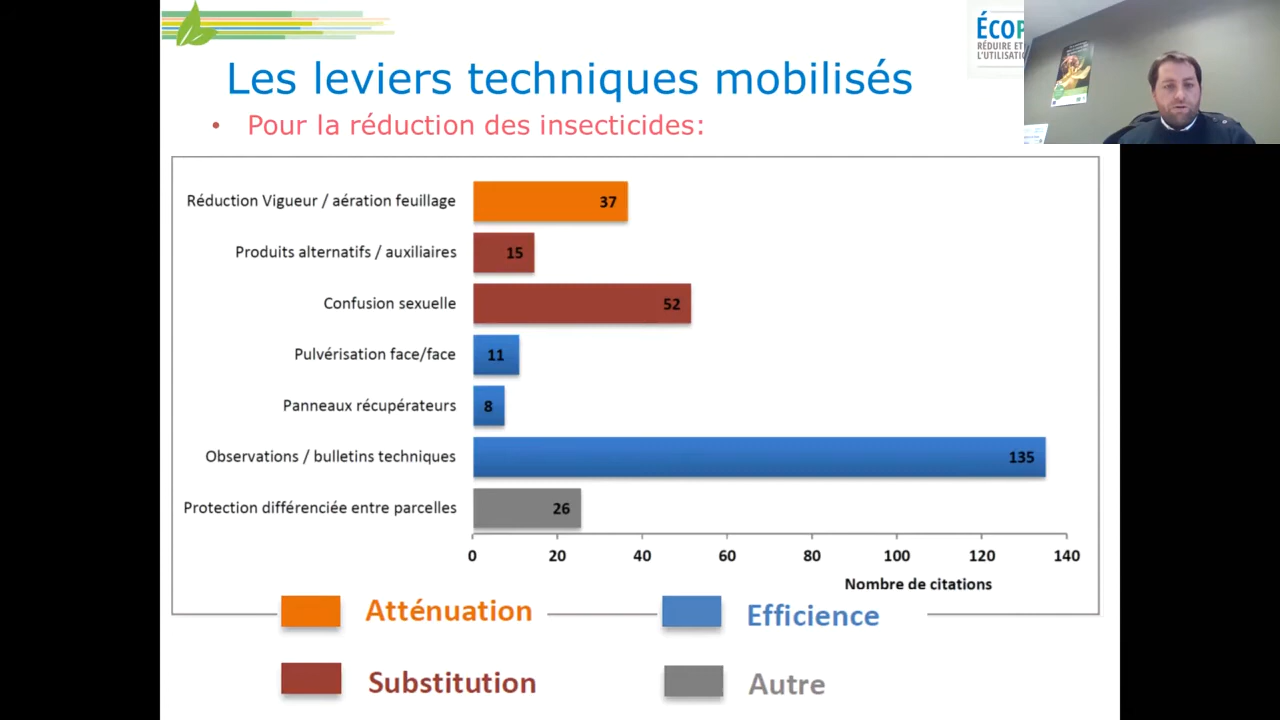 ÉCOP
RÉDUIRE ET
L'UTILISATION
Les leviers techniques mobilisés
• Pour la réduction des insecticides:
Réduction Vigueur / aération feuillage 37
Produits alternatifs / auxiliaires 15
Confusion sexuelle 52
Pulvérisation face/face 11
Panneaux récupérateurs 8
Observations / bulletins techniques 135
Protection différenciée entre parcelles 26
0 20 40 60 80 100 120 140
Nombre de citations
Atténuation Efficience
Substitution Autre